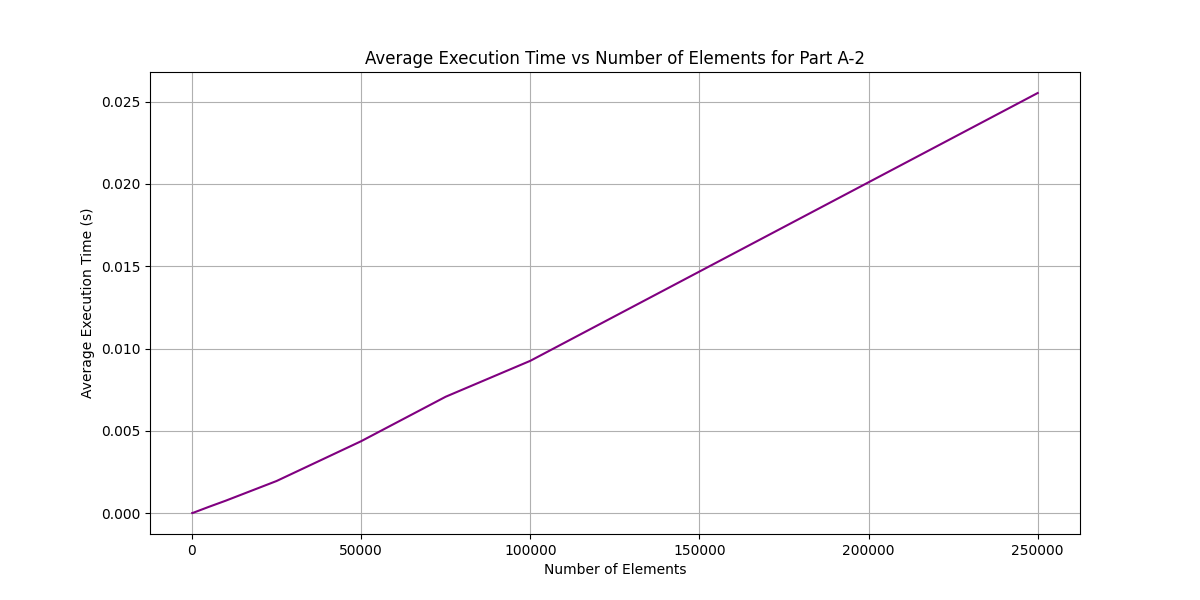 Average Execution Time vs Number of Elements for Part A-2
0.025
0.020
0.015
0.010
0.005
0.000
Average Execution Time (s)
0 50000 100000 150000 200000 250000
Number of Elements